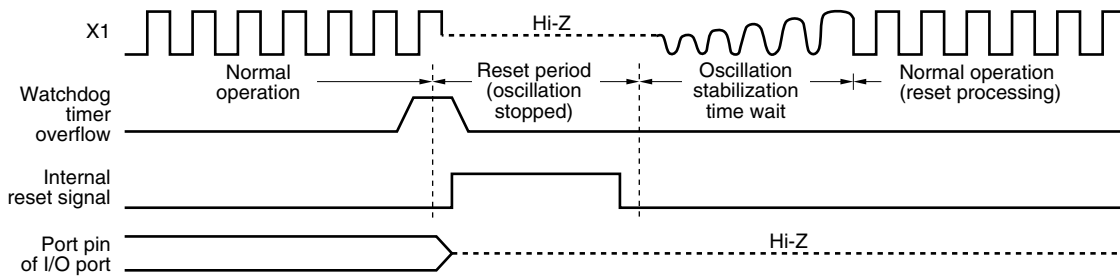 X1
Hi-Z
Normal
operation
Reset period
(oscillation
stopped)
Oscillation
stabilization
time wait
Normal operation
(reset processing)
Watchdog
timer
overflow
Internal
reset signal
Port pin
of I/O port
Hi-Z